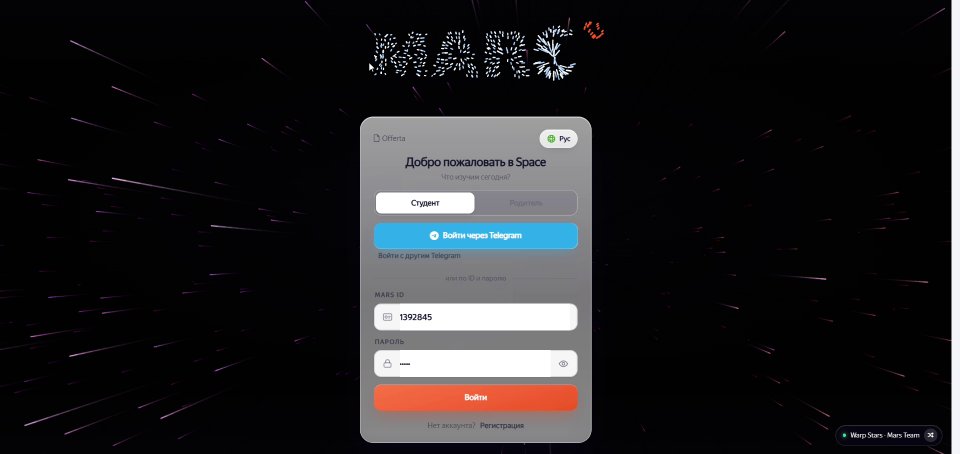 MARS
Offerta
Рус
Добро пожаловать в Space
Что изучим сегодня?
Студент
Родитель
Войти через Telegram
Войти с другим Telegram
или по ID и паролю
MARS ID
1392845
ПАРОЛЬ
Войти
Нет аккаунта? Регистрация
Warp Stars · Mars Team